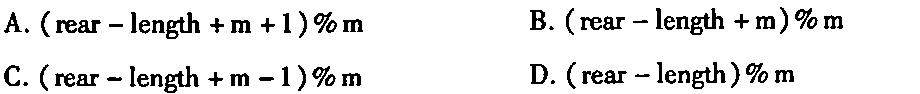 A. (rear - length + m + 1)% m B. (rear - length + m)% m
C. (rear - length + m - 1)% m D. (rear - length)% m